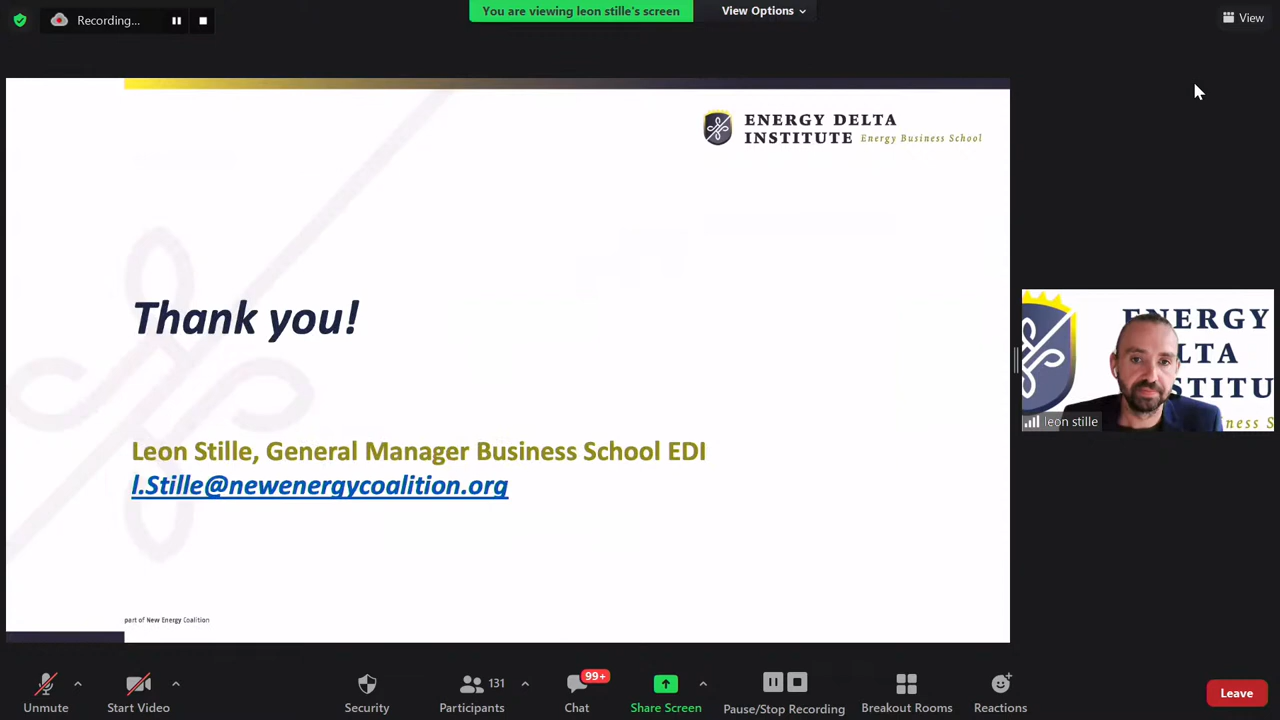 Recording...
You are viewing leon stille's screen
View Options
View
ENERGY DELTA
INSTITUTE Energy Business School
Thank you!
Leon Stille, General Manager Business School EDI
l.Stille@newenergycoalition.org
part of New Energy Coalition
ENERGY
DELTA
INSTITU
ness S
leon stille
Unmute
Start Video
Security
131
Participants
99+
Chat
Share Screen
Pause/Stop Recording
Breakout Rooms
Reactions
Leave